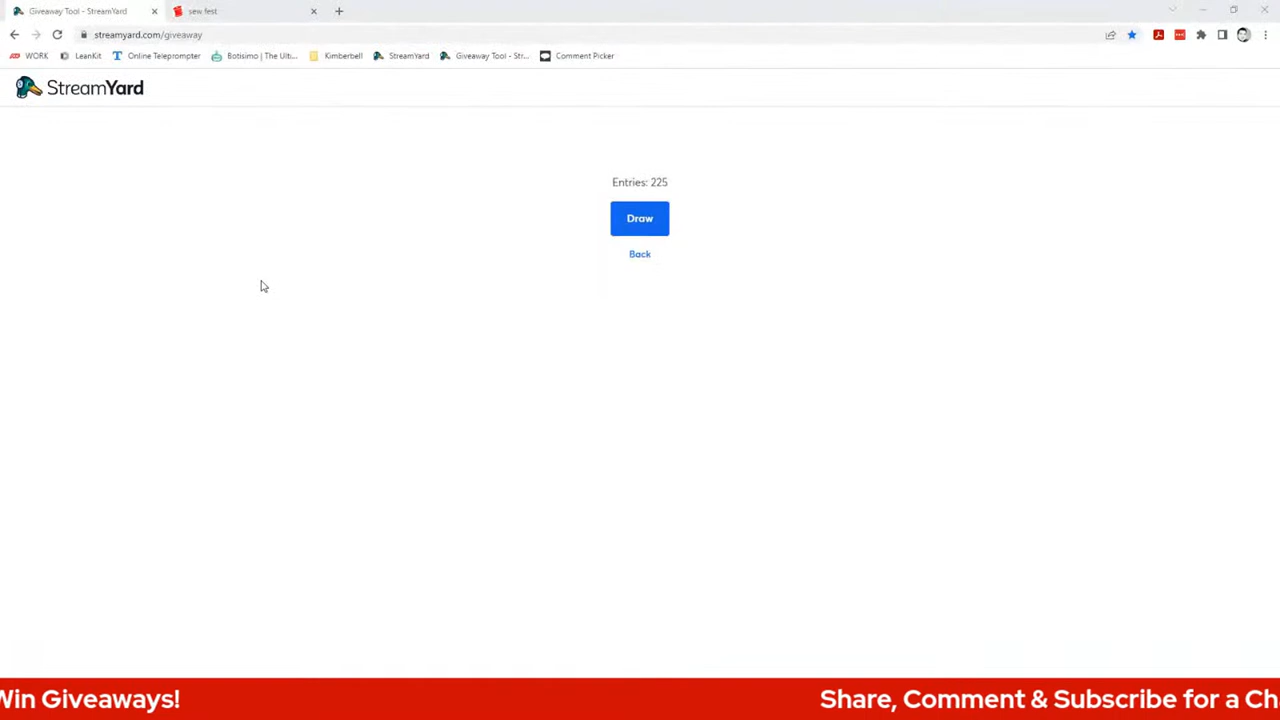 Giveaway Tool - StreamYard
sew fest
streamyard.com/giveaway
WORK LeanKit Online Teleprompter Botisimo | The Ulti... Kimberbell StreamYard Giveaway Tool - Str... Comment Picker
StreamYard
Entries: 225
Draw
Back
Win Giveaways! Share, Comment & Subscribe for a Ch